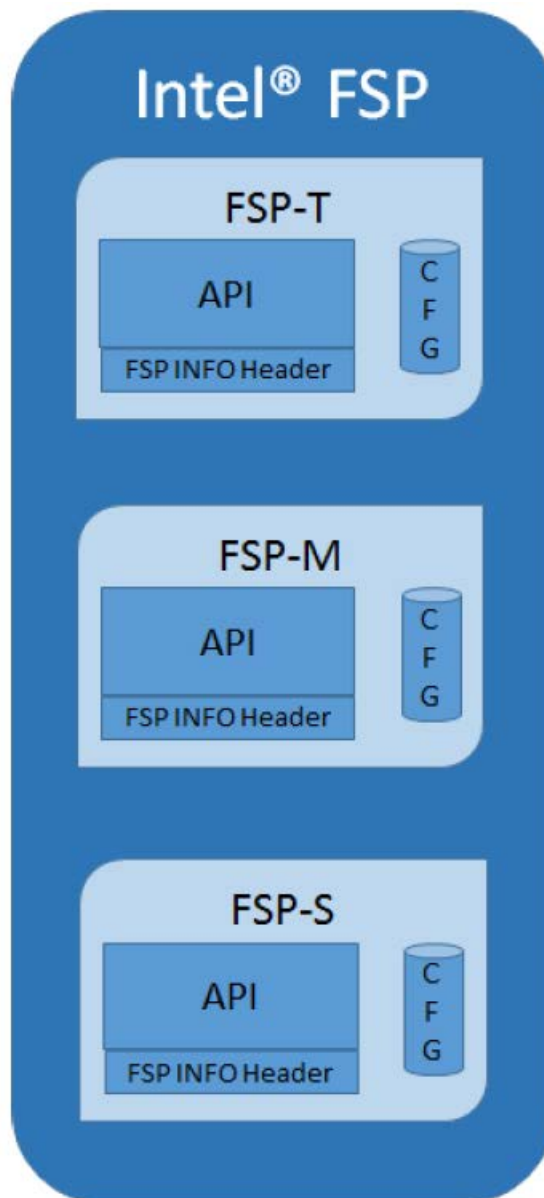 Intel® FSP
FSP-T
API
FSP INFO Header
C
F
G
FSP-M
API
FSP INFO Header
C
F
G
FSP-S
API
FSP INFO Header
C
F
G